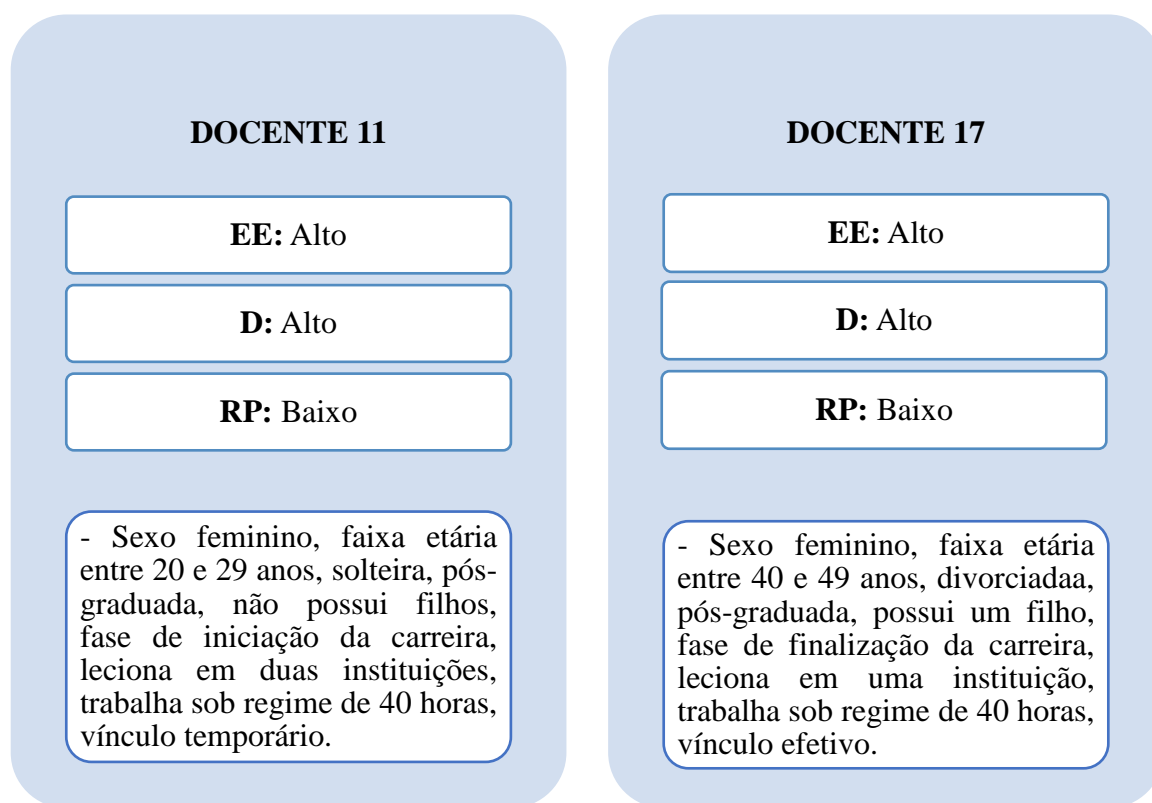 DOCENTE 11
EE: Alto
D: Alto
RP: Baixo
- Sexo feminino, faixa etária
entre 20 e 29 anos, solteira, pós-
graduada, não possui filhos,
fase de iniciação da carreira,
leciona em duas instituições,
trabalha sob regime de 40 horas,
vínculo temporário.
DOCENTE 17
EE: Alto
D: Alto
RP: Baixo
- Sexo feminino, faixa etária
entre 40 e 49 anos, divorciadaa,
pós-graduada, possui um filho,
fase de finalização da carreira,
leciona em uma instituição,
trabalha sob regime de 40 horas,
vínculo efetivo.